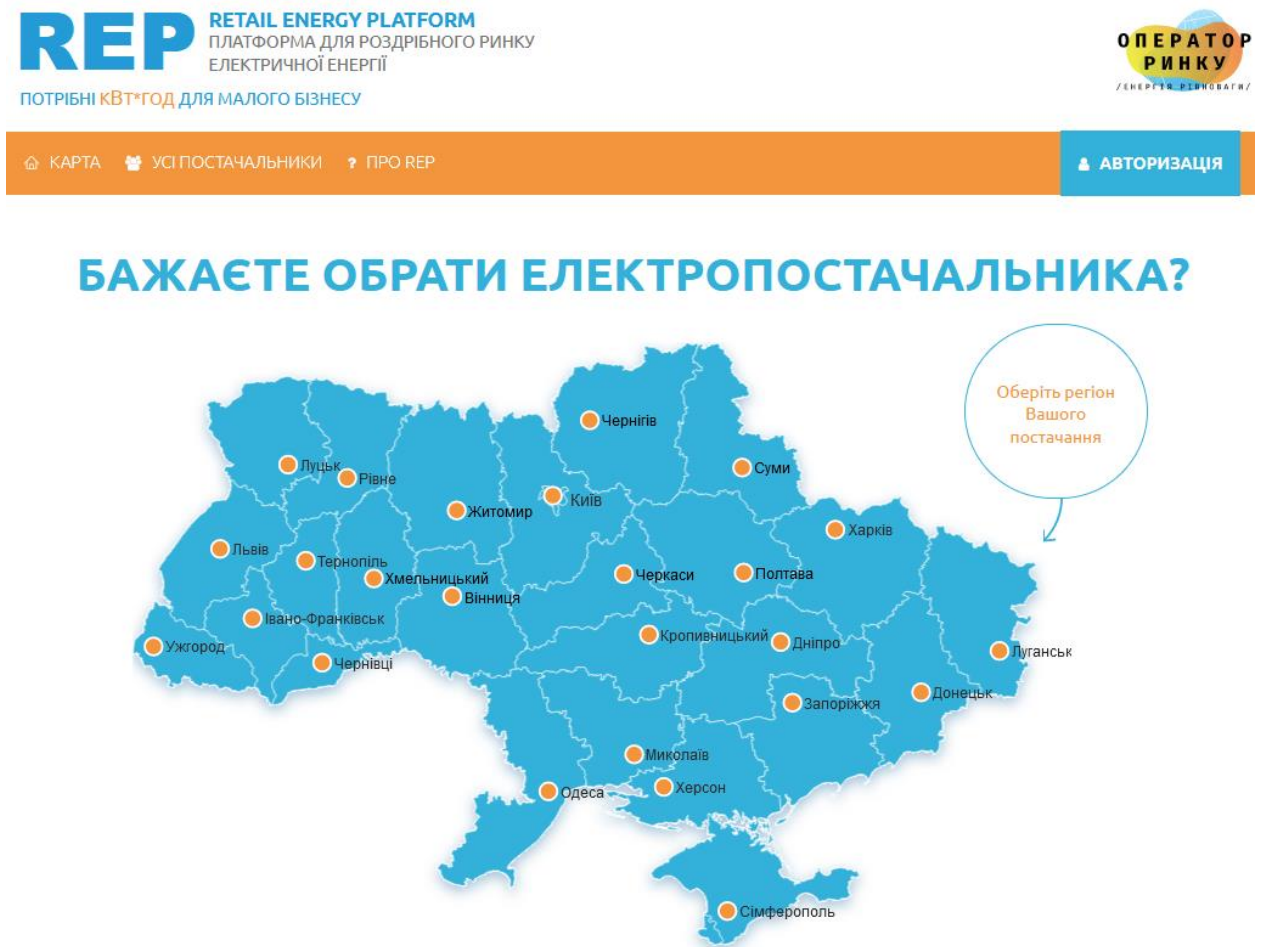 REP
RETAIL ENERGY PLATFORM
ПЛАТФОРМА ДЛЯ РОЗДРІБНОГО РИНКУ
ЕЛЕКТРИЧНОЇ ЕНЕРГІЇ
ПОТРІБНІ КВТ*ГОД ДЛЯ МАЛОГО БІЗНЕСУ
ОПЕРАТОР
РИНКУ
/ЕНЕРГІЯ РІВНОВАГИ/
КАРТА УСІ ПОСТАЧАЛЬНИКИ ? ПРО REP
АВТОРИЗАЦІЯ
БАЖАЄТЕ ОБРАТИ ЕЛЕКТРОПОСТАЧАЛЬНИКА?
Оберіть регіон
Вашого
постачання
Чернігів
Луцьк
Рівне
Суми
Київ
Житомир
Харків
Львів
Тернопіль
Хмельницький
Черкаси
Полтава
Вінниця
Івано-Франківськ
Кропивницький
Дніпро
Ужгород
Чернівці
Луганськ
Донецьк
Запоріжжя
Миколаїв
Херсон
Одеса
Сімферополь